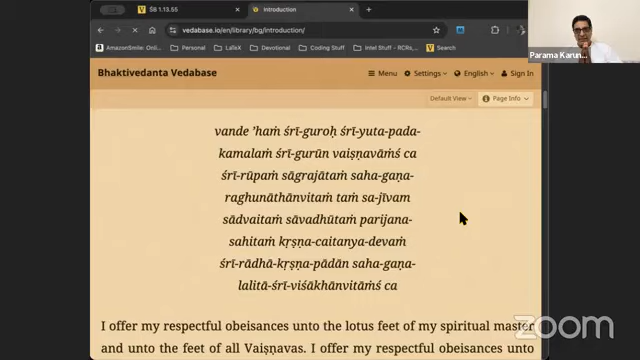 ŚB 1.13.55
Introduction
vedabase.io/en/library/bg/introduction/
AmazonSmile: Onli...
Personal
LaTeX
Devotional
Coding Stuff
Intel Stuff - RCRs,...
Search
Bhaktivedanta Vedabase
Menu
Settings
English
Sign In
Default View
Page Info
vande ’haṁ śrī-guroḥ śrī-yuta-pada-
kamalaṁ śrī-gurūn vaiṣṇavāṁś ca
śrī-rūpaṁ sāgrajātaṁ saha-gaṇa-
raghunāthānvitaṁ taṁ sa-jīvam
sādvaitaṁ sāvadhūtaṁ parijana-
sahitaṁ kṛṣṇa-caitanya-devaṁ
śrī-rādhā-kṛṣṇa-pādān saha-gaṇa-
lalitā-śrī-viśākhānvitāṁś ca
I offer my respectful obeisances unto the lotus feet of my spiritual master
and unto the feet of all Vaiṣṇavas. I offer my respectful obeisances unto
Parama Karun...
zoom